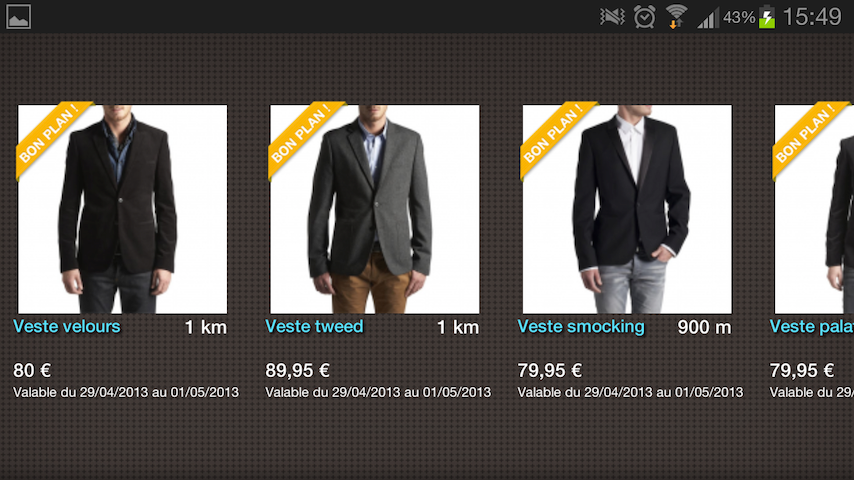 43% 15:49
BON PLAN !
BON PLAN !
BON PLAN !
BON PLAN !
Veste velours 1 km
Veste tweed 1 km
Veste smocking 900 m
Veste pala
80 €
89,95 €
79,95 €
79,95 €
Valable du 29/04/2013 au 01/05/2013
Valable du 29/04/2013 au 01/05/2013
Valable du 29/04/2013 au 01/05/2013
Valable du 29/